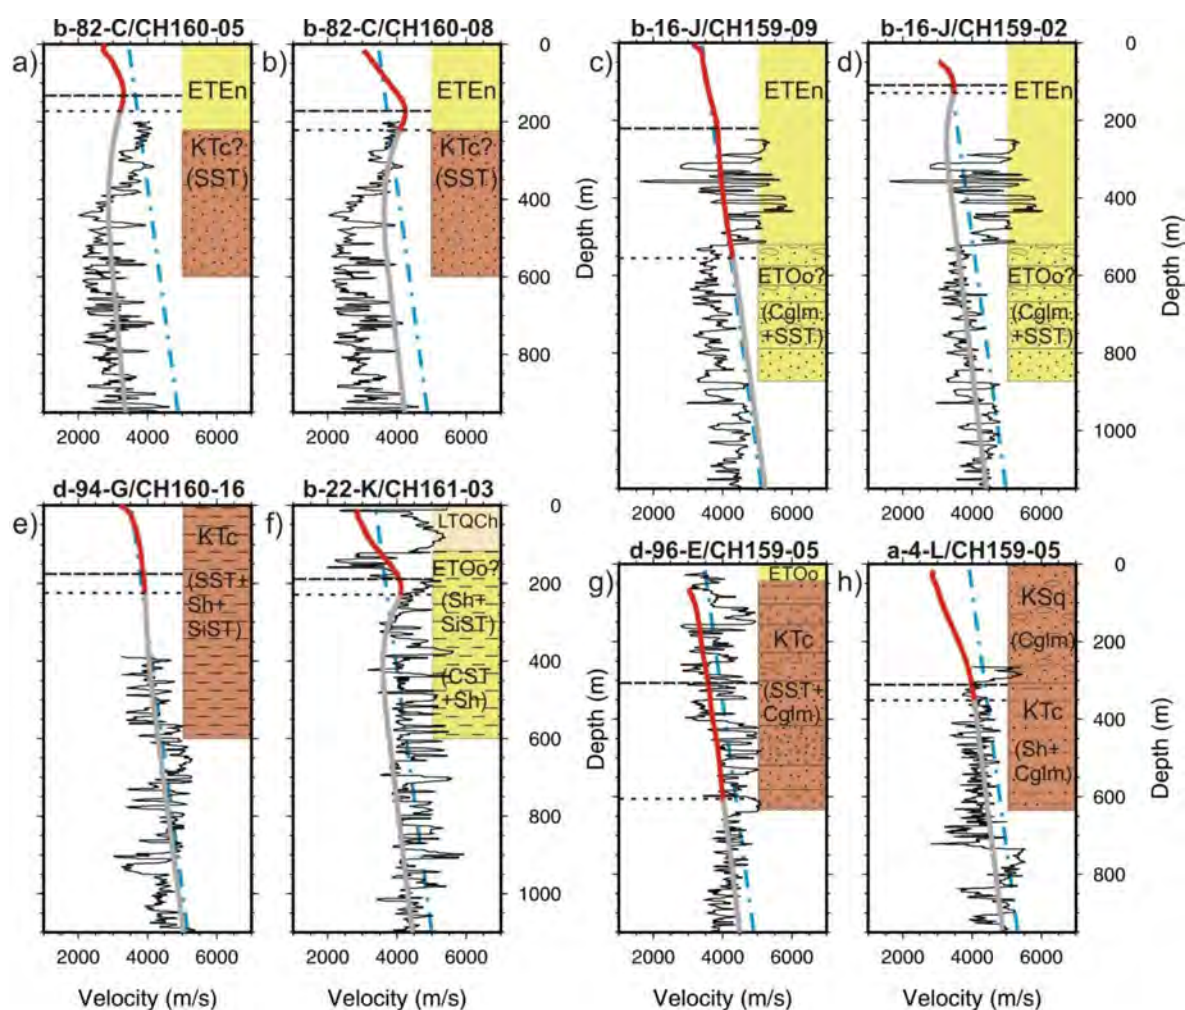 b-82-C/CH160-05
b-82-C/CH160-08
b-16-J/CH159-09
b-16-J/CH159-02
a)
b)
c)
d)
ETEn
KTc?
(SST)
ETEn
KTc?
(SST)
ETEn
ETOo?
(Cglm.
+SST)
ETEn
ETOo?
(Cglm.
+SST)
0
200
400
600
800
Depth (m)
0
200
400
600
800
1000
Depth (m)
2000 4000 6000
2000 4000 6000
2000 4000 6000
2000 4000 6000
d-94-G/CH160-16
b-22-K/CH161-03
d-96-E/CH159-05
a-4-L/CH159-05
e)
f)
g)
h)
KTc
(SST+
Sh+
SiST)
LTQCh
ETOo?
(Sh+
SiST)
(CST
+Sh)
ETOo
KTc
(SST+
Cglm)
KSq
(Cglm)
KTc
(Sh+
Cglm)
0
200
400
600
800
1000
Depth (m)
0
200
400
600
800
Depth (m)
2000 4000 6000
2000 4000 6000
2000 4000 6000
2000 4000 6000
Velocity (m/s)
Velocity (m/s)
Velocity (m/s)
Velocity (m/s)